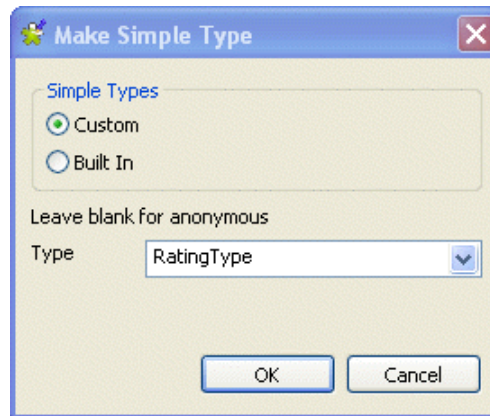 Make Simple Type
Simple Types
Custom
Built In
Leave blank for anonymous
Type RatingType
OK Cancel